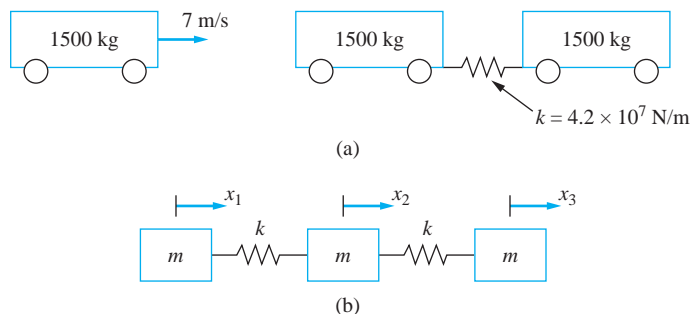 7 m/s
1500 kg
1500 kg
1500 kg
k = 4.2 × 10⁷ N/m
(a)
x₁
x₂
x₃
k
k
m
m
m
(b)